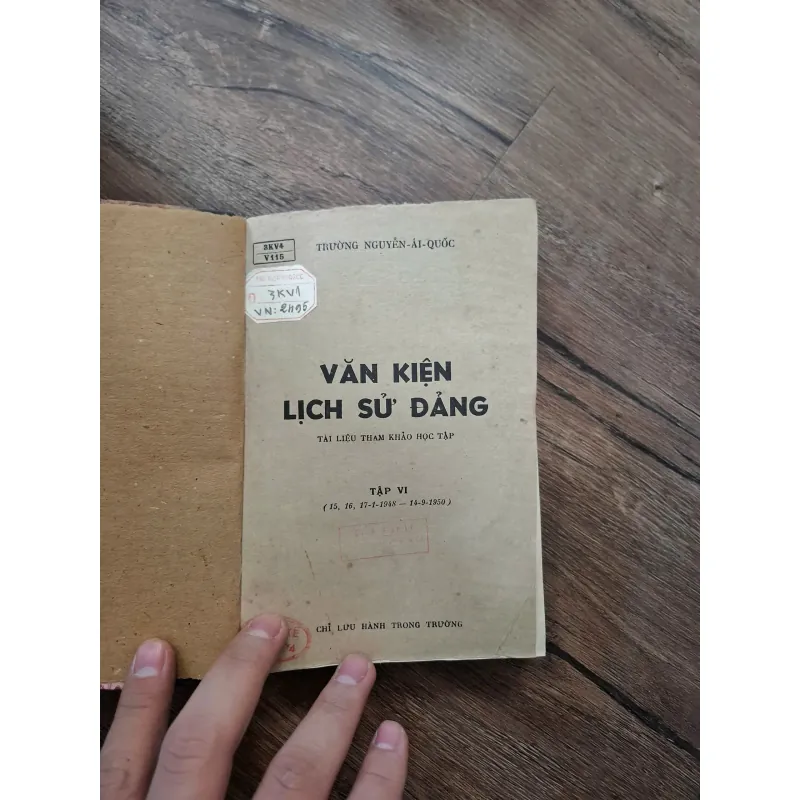 3KV4
V115
TRƯỜNG NGUYỄN-ÁI-QUỐC
3KV1
VN: 2495
VĂN KIỆN
LỊCH SỬ ĐẢNG
TÀI LIỆU THAM KHẢO HỌC TẬP
TẬP VI
( 15, 16, 17-1-1948 — 14-9-1950 )
CHỈ LƯU HÀNH TRONG TRƯỜNG